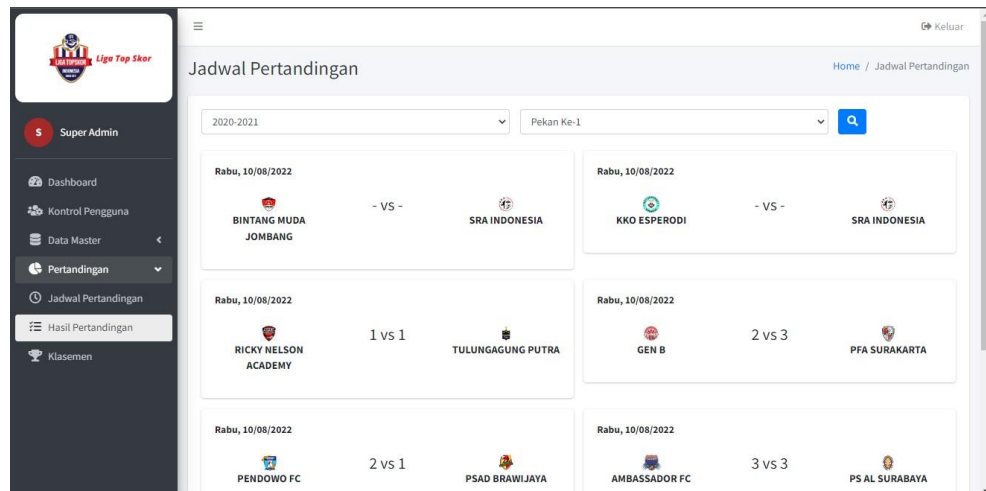 LIGA TOPSKOR
INDONESIA
Liga Top Skor
Keluar
Jadwal Pertandingan
Home / Jadwal Pertandingan
S Super Admin
Dashboard
Kontrol Pengguna
Data Master
Pertandingan
Jadwal Pertandingan
Hasil Pertandingan
Klasemen
2020-2021
Pekan Ke-1
Rabu, 10/08/2022
BINTANG MUDA
JOMBANG
- VS -
SRA INDONESIA
Rabu, 10/08/2022
KKO ESPERODI
- VS -
SRA INDONESIA
Rabu, 10/08/2022
RICKY NELSON
ACADEMY
1 vs 1
TULUNGAGUNG PUTRA
Rabu, 10/08/2022
GEN B
2 vs 3
PFA SURAKARTA
Rabu, 10/08/2022
PENDOWO FC
2 vs 1
PSAD BRAWIJAYA
Rabu, 10/08/2022
AMBASSADOR FC
3 vs 3
PS AL SURABAYA